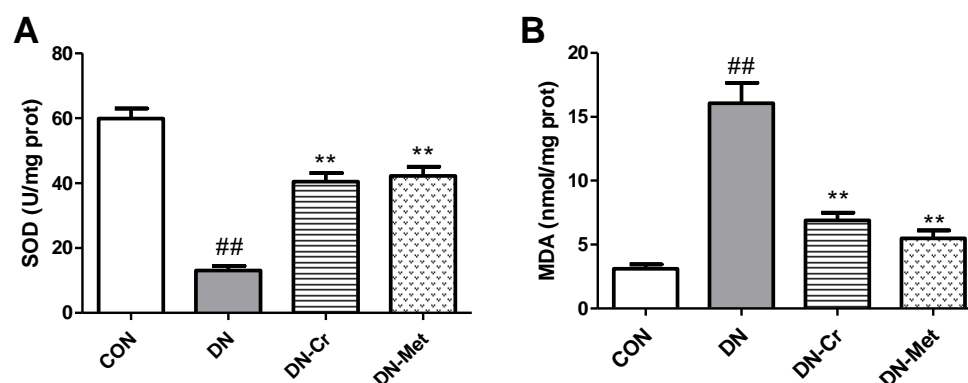 A
SOD (U/mg prot)
80
60
40
20
0
##
**
**
CON
DN
DN-Cr
DN-Met
B
MDA (nmol/mg prot)
20
15
10
5
0
##
**
**
CON
DN
DN-Cr
DN-Met